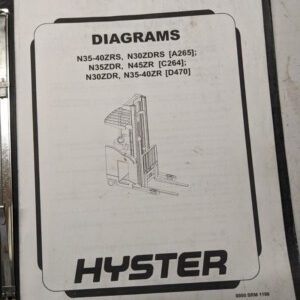 DIAGRAMS
N35-40ZRS, N30ZDRS [A265];
N35ZDR, N45ZR [C264];
N30ZDR, N35-40ZR [D470]
HYSTER